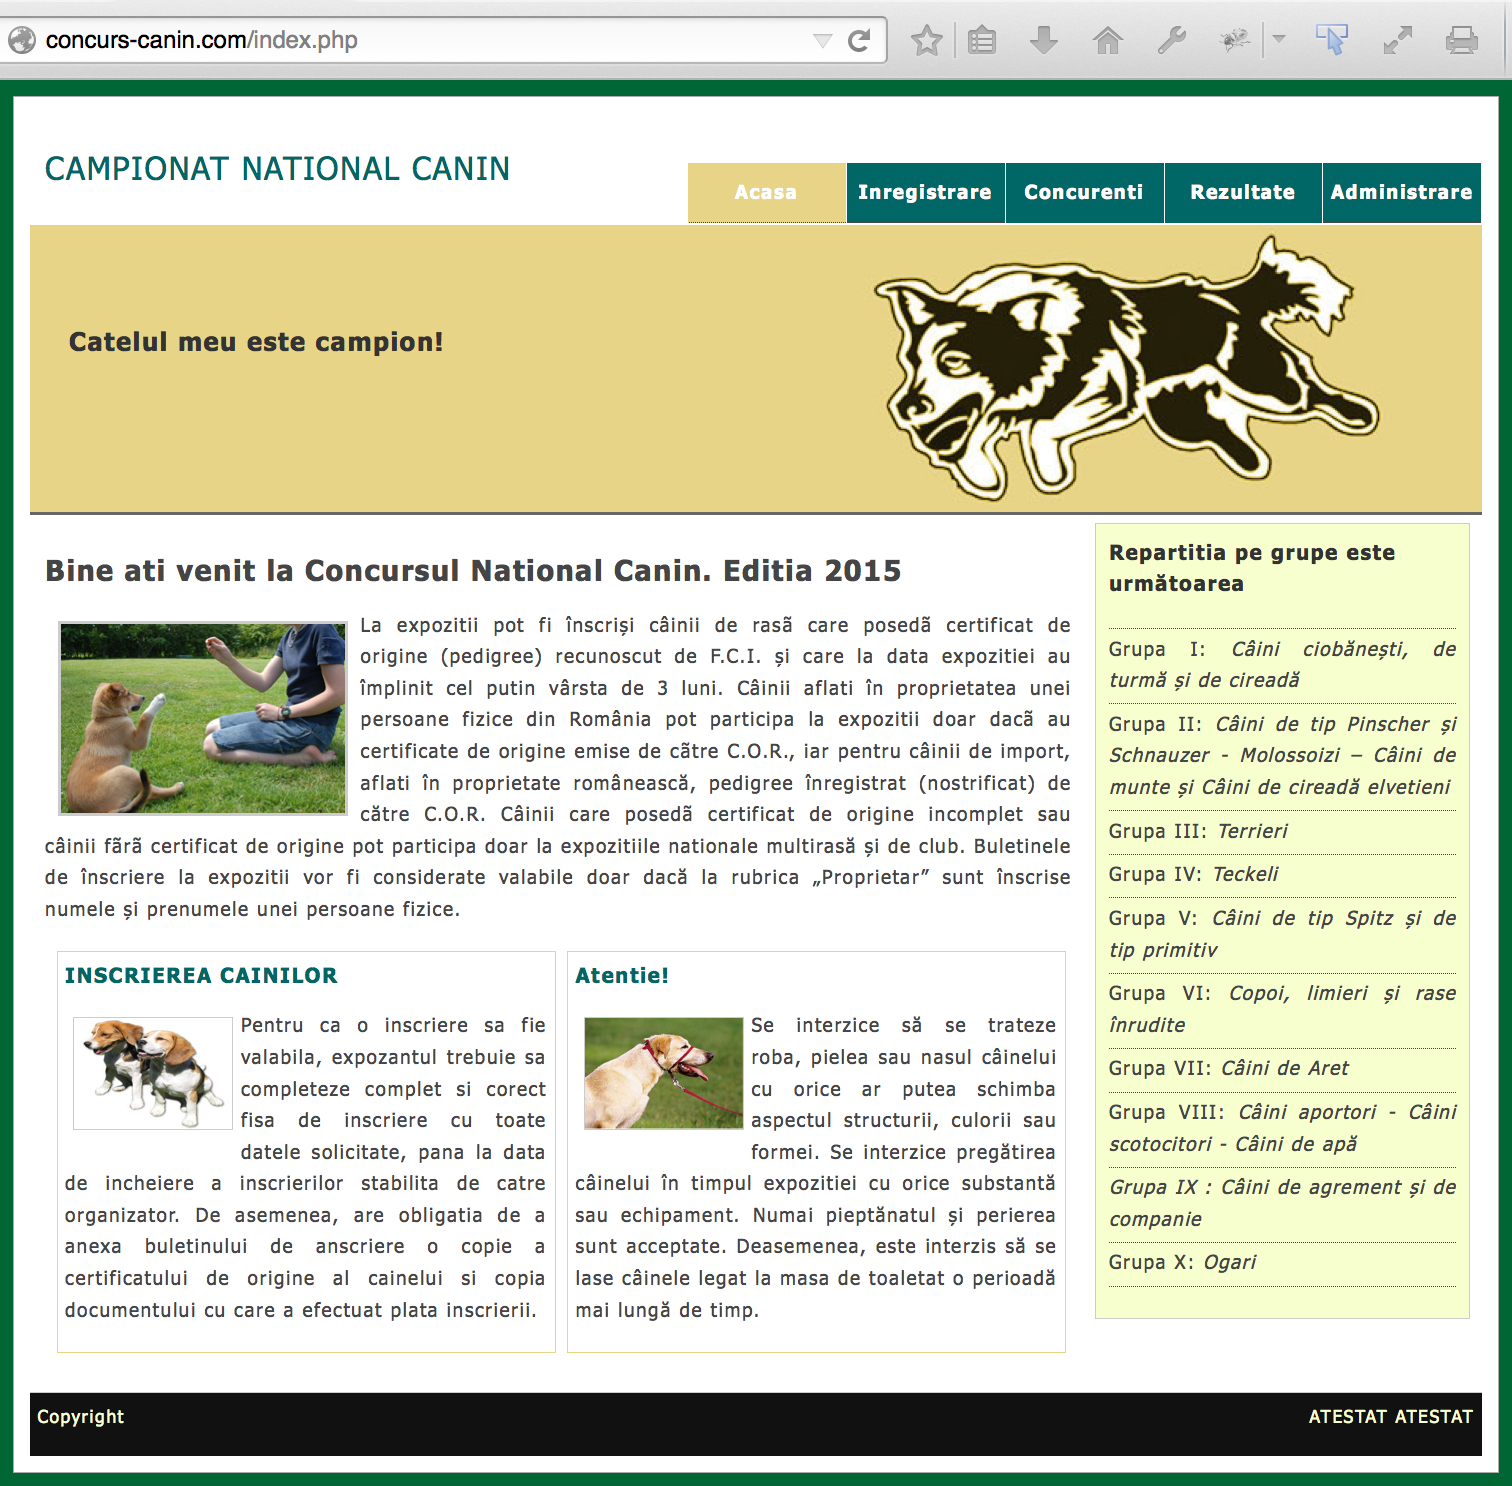 concurs-canin.com/index.php
CAMPIONAT NATIONAL CANIN
Acasa
Inregistrare
Concurenti
Rezultate
Administrare
Catelul meu este campion!
Bine ati venit la Concursul National Canin. Editia 2015
La expozitii pot fi înscriși câinii de rasã care posedã certificat de
origine (pedigree) recunoscut de F.C.I. și care la data expozitiei au
împlinit cel putin vârsta de 3 luni. Câinii aflati în proprietatea unei
persoane fizice din România pot participa la expozitii doar dacã au
certificate de origine emise de cãtre C.O.R., iar pentru câinii de import,
aflati în proprietate românească, pedigree înregistrat (nostrificat) de
către C.O.R. Câinii care posedã certificat de origine incomplet sau
câinii fãrã certificat de origine pot participa doar la expozitiile nationale multirasă și de club. Buletinele
de înscriere la expozitii vor fi considerate valabile doar dacă la rubrica „Proprietar” sunt înscrise
numele și prenumele unei persoane fizice.
INSCRIEREA CAINILOR
Pentru ca o inscriere sa fie
valabila, expozantul trebuie sa
completeze complet si corect
fisa de inscriere cu toate
datele solicitate, pana la data
de incheiere a inscrierilor stabilita de catre
organizator. De asemenea, are obligatia de a
anexa buletinului de anscriere o copie a
certificatului de origine al cainelui si copia
documentului cu care a efectuat plata inscrierii.
Atentie!
Se interzice să se trateze
roba, pielea sau nasul câinelui
cu orice ar putea schimba
aspectul structurii, culorii sau
formei. Se interzice pregătirea
câinelui în timpul expozitiei cu orice substantă
sau echipament. Numai pieptănatul și perierea
sunt acceptate. Deasemenea, este interzis să se
lase câinele legat la masa de toaletat o perioadă
mai lungă de timp.
Repartitia pe grupe este
următoarea
Grupa I: Câini ciobănești, de
turmă și de cireadă
Grupa II: Câini de tip Pinscher și
Schnauzer - Molossoizi – Câini de
munte și Câini de cireadă elvetieni
Grupa III: Terrieri
Grupa IV: Teckeli
Grupa V: Câini de tip Spitz și de
tip primitiv
Grupa VI: Copoi, limieri și rase
înrudite
Grupa VII: Câini de Aret
Grupa VIII: Câini aportori - Câini
scotocitori - Câini de apă
Grupa IX : Câini de agrement și de
companie
Grupa X: Ogari
Copyright
ATESTAT ATESTAT